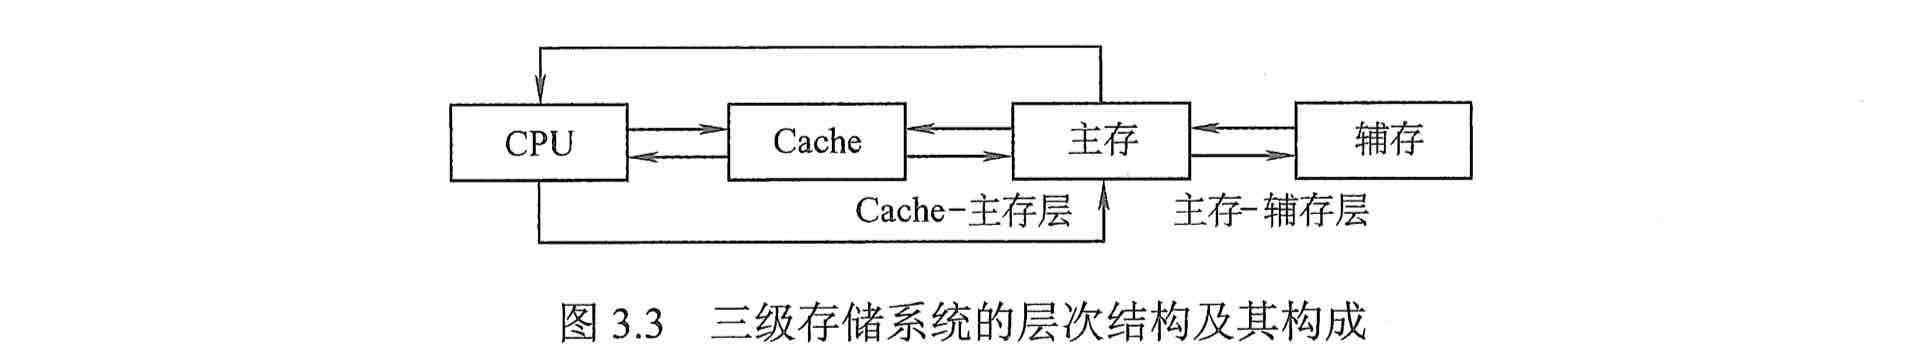 CPU
Cache
主存
辅存
Cache-主存层
主存-辅存层
图 3.3 三级存储系统的层次结构及其构成